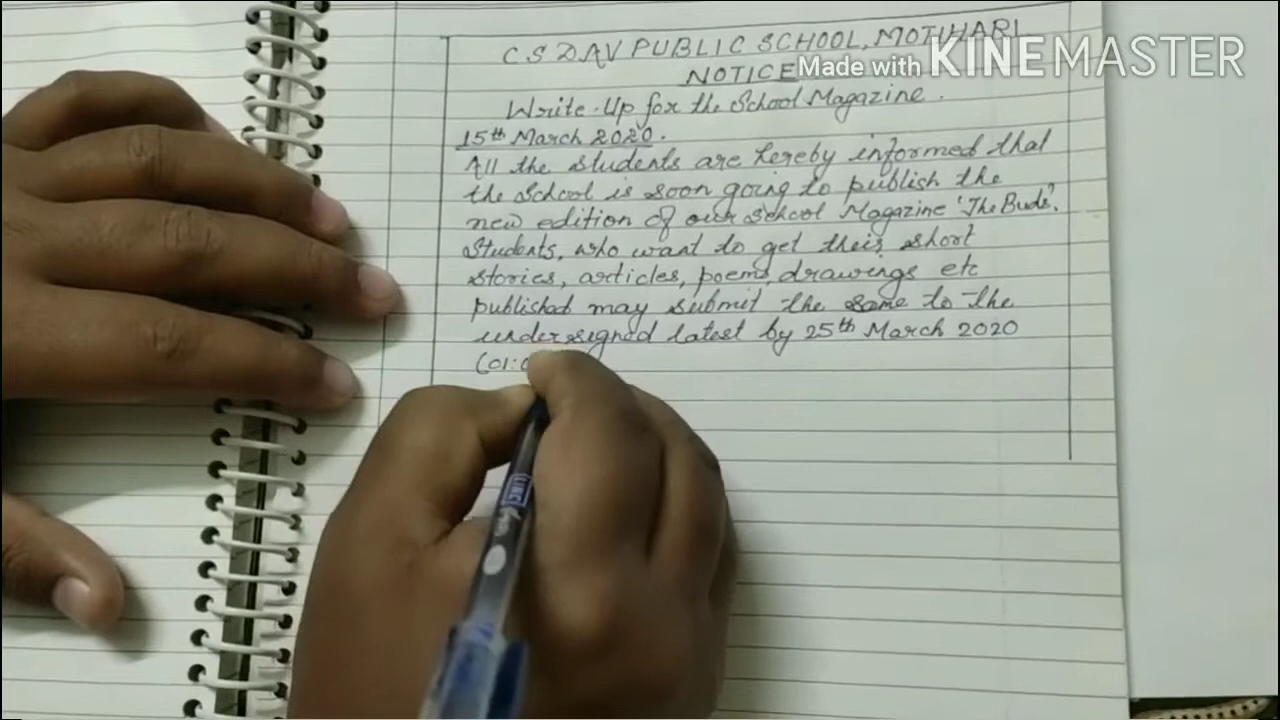 C S DAV PUBLIC SCHOOL, MOTIHARI
NOTICE
Made with KINEMASTER
Write-Up for the School Magazine.
15th March 2020.
All the students are hereby informed that
the School is soon going to publish the
new edition of our School Magazine 'The Buds'.
Students, who want to get their short
stories, articles, poems, drawings etc
published may submit the same to the
undersigned latest by 25th March 2020
(01:0
LINC